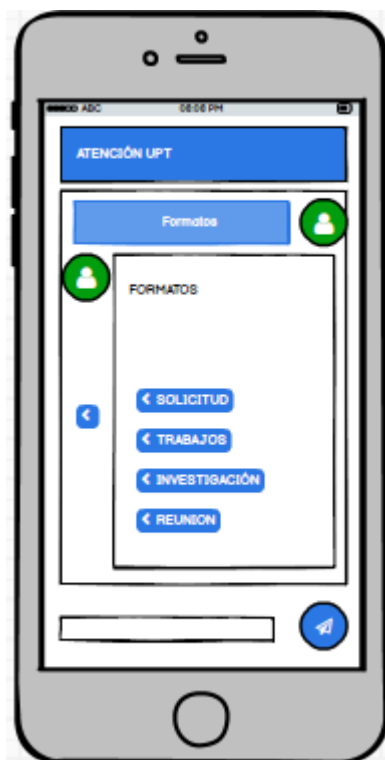 ABC 08:08 PM
ATENCIÓN UPT
Formatos
FORMATOS
SOLICITUD
TRABAJOS
INVESTIGACIÓN
REUNION